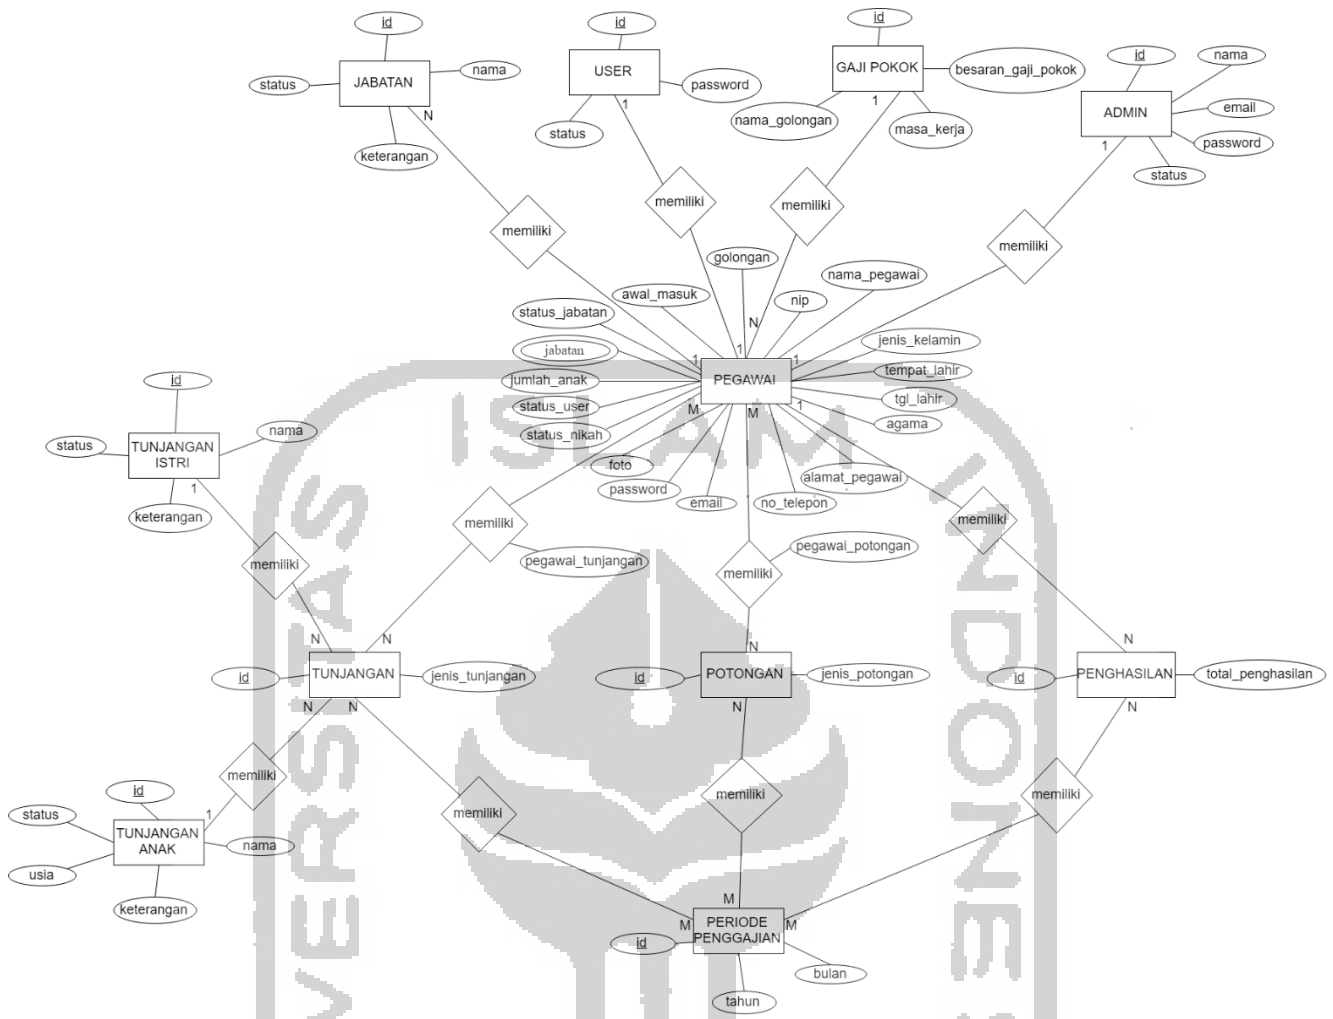 id
id
id
id
nama
JABATAN
status
nama
keterangan
N
USER
password
status
1
GAJI POKOK
besaran_gaji_pokok
nama_golongan
masa_kerja
1
ADMIN
email
password
status
1
memiliki
memiliki
memiliki
memiliki
golongan
nama_pegawai
awal_masuk
nip
status_jabatan
N
jenis_kelamin
jabatan
1
1
1
tempat_lahir
jumlah_anak
PEGAWAI
tgl_lahir
status_user
M
M
1
agama
status_nikah
foto
alamat_pegawai
password
email
no_telepon
id
status
TUNJANGAN
ISTRI
nama
1
keterangan
memiliki
memiliki
pegawai_tunjangan
memiliki
pegawai_potongan
memiliki
N
N
N
N
id
TUNJANGAN
jenis_tunjangan
id
POTONGAN
jenis_potongan
id
PENGHASILAN
total_penghasilan
N
N
N
N
memiliki
memiliki
memiliki
memiliki
id
status
1
TUNJANGAN
ANAK
nama
usia
keterangan
M
M
M
PERIODE
PENGGAJIAN
id
bulan
tahun
ISLAM
VERSITAS
INDONES